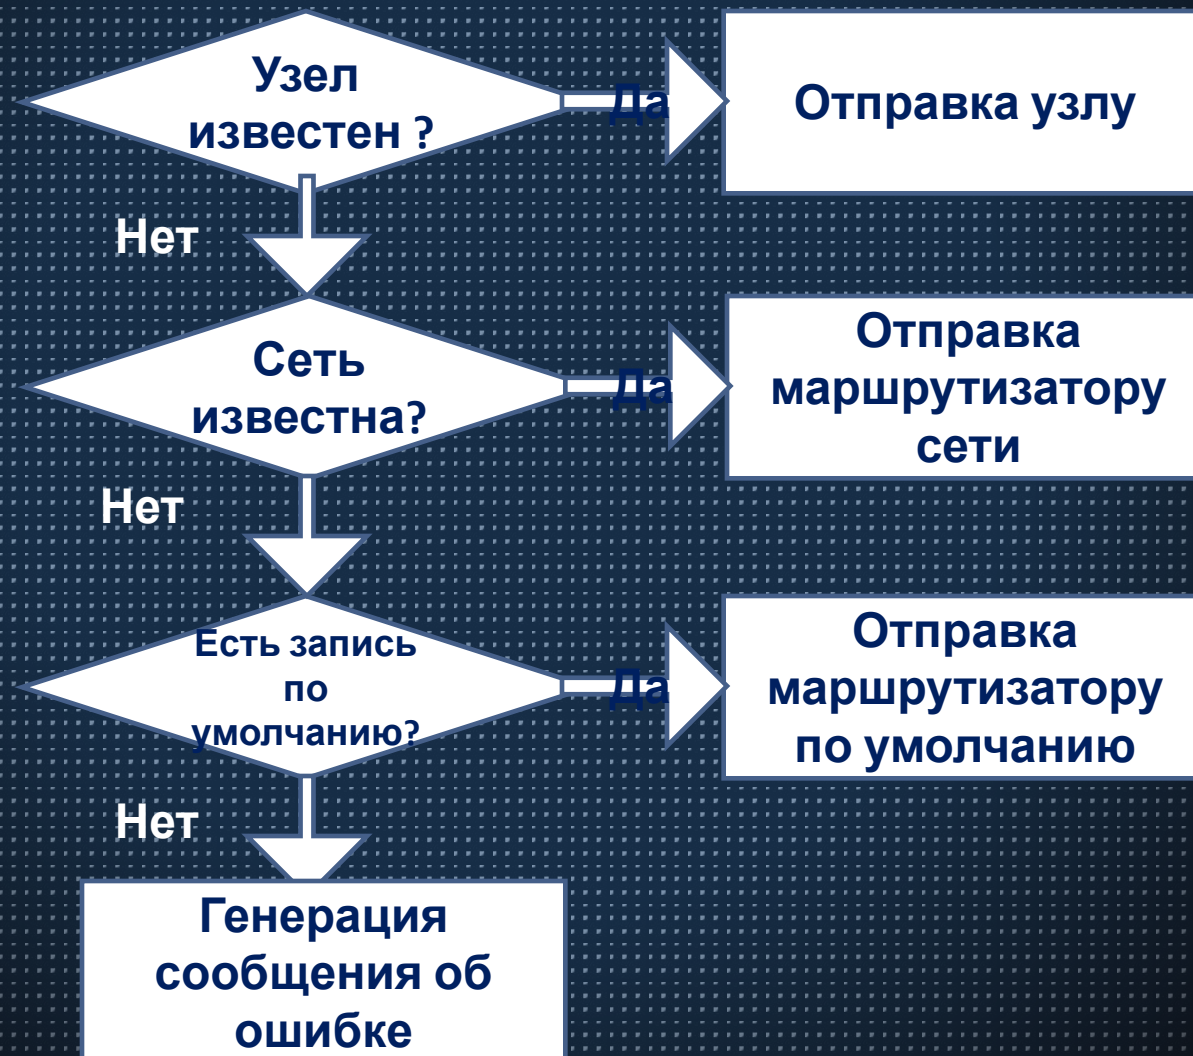 Узел
известен ?
Да
Отправка узлу
Нет
Сеть
известна?
Да
Отправка
маршрутизатору
сети
Нет
Есть запись
по
умолчанию?
Да
Отправка
маршрутизатору
по умолчанию
Нет
Генерация
сообщения об
ошибке